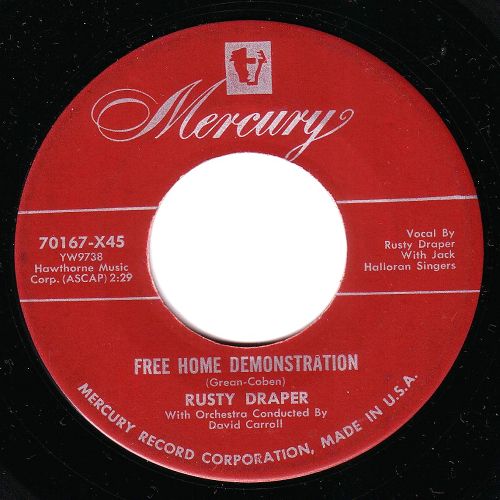 Mercury
70167-X45
YW9738
Hawthorne Music
Corp. (ASCAP) 2:29
Vocal By
Rusty Draper
With Jack
Halloran Singers
FREE HOME DEMONSTRATION
(Grean-Coben)
RUSTY DRAPER
With Orchestra Conducted By
David Carroll
MERCURY RECORD CORPORATION, MADE IN U.S.A.